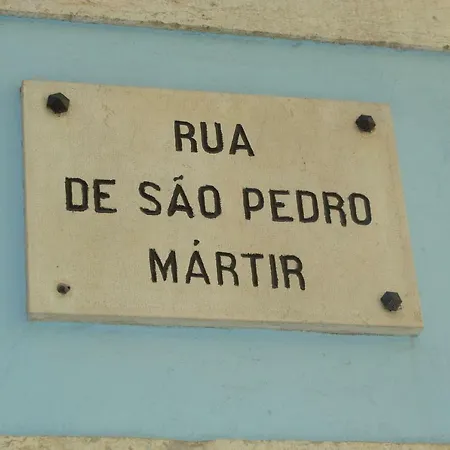 RUA
DE SÃO PEDRO
MÁRTIR